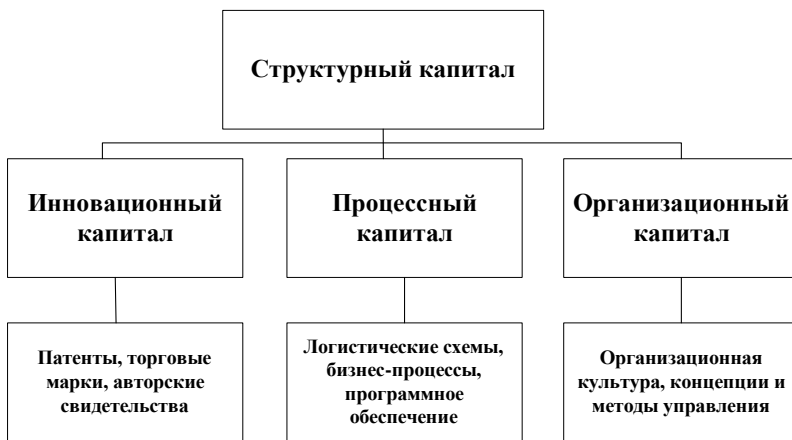 Структурный капитал
Инновационный
капитал
Процессный
капитал
Организационный
капитал
Патенты, торговые
марки, авторские
свидетельства
Логистические схемы,
бизнес-процессы,
программное
обеспечение
Организационная
культура, концепции и
методы управления